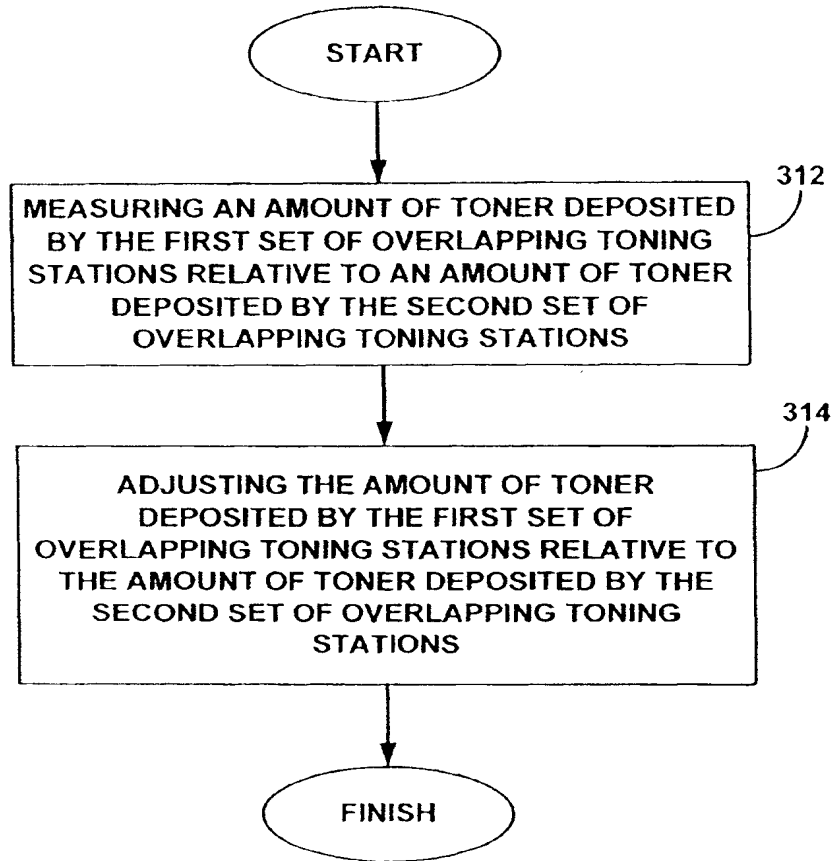 START
312
MEASURING AN AMOUNT OF TONER DEPOSITED
BY THE FIRST SET OF OVERLAPPING TONING
STATIONS RELATIVE TO AN AMOUNT OF TONER
DEPOSITED BY THE SECOND SET OF
OVERLAPPING TONING STATIONS
314
ADJUSTING THE AMOUNT OF TONER
DEPOSITED BY THE FIRST SET OF
OVERLAPPING TONING STATIONS RELATIVE TO
THE AMOUNT OF TONER DEPOSITED BY THE
SECOND SET OF OVERLAPPING TONING
STATIONS
FINISH